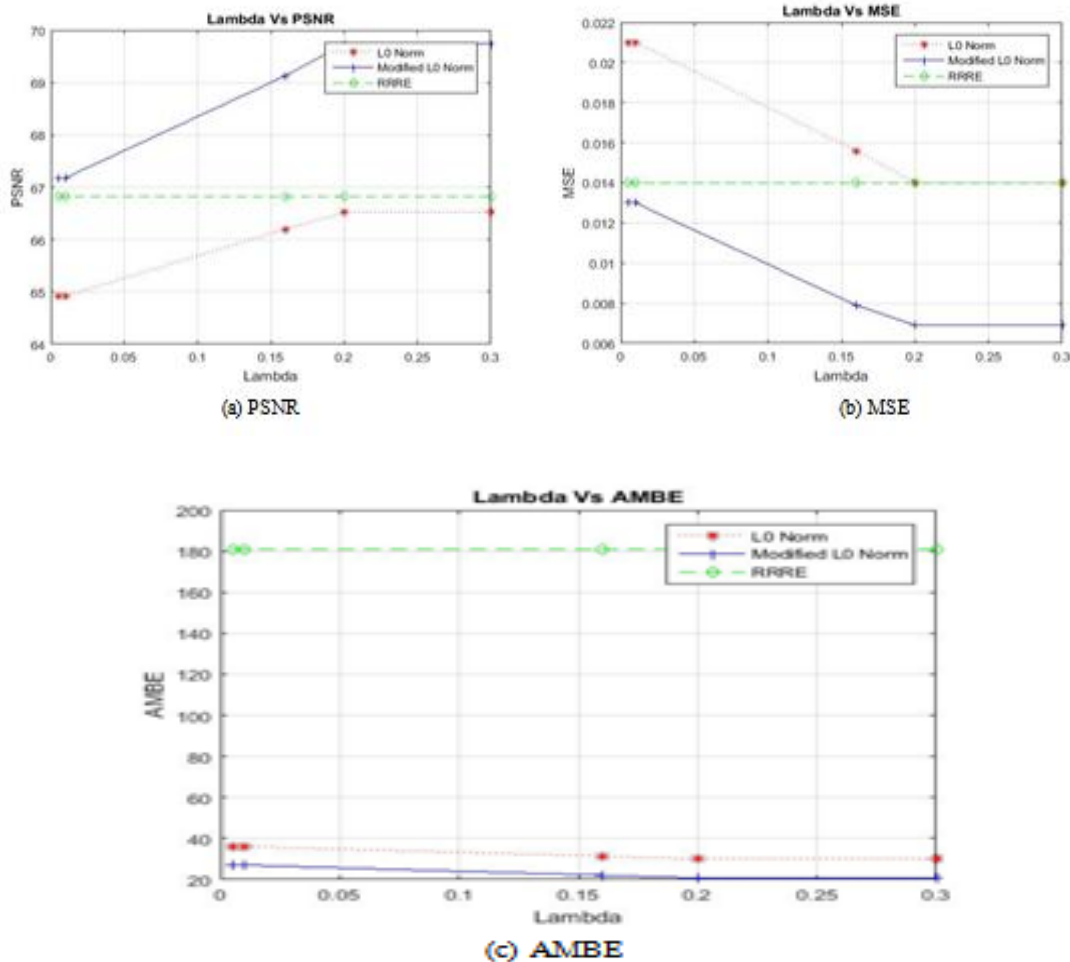 Lambda Vs PSNR
70
69
68
67
66
65
64
PSNR
L0 Norm
Modified L0 Norm
RRRE
0 0.05 0.1 0.15 0.2 0.25 0.3
Lambda
(a) PSNR
Lambda Vs MSE
0.022
0.02
0.018
0.016
0.014
0.012
0.01
0.008
0.006
MSE
L0 Norm
Modified L0 Norm
RRRE
0 0.05 0.1 0.15 0.2 0.25 0.3
Lambda
(b) MSE
Lambda Vs AMBE
200
180
160
140
120
100
80
60
40
20
AMBE
L0 Norm
Modified L0 Norm
RRRE
0 0.05 0.1 0.15 0.2 0.25 0.3
Lambda
(c) AMBE